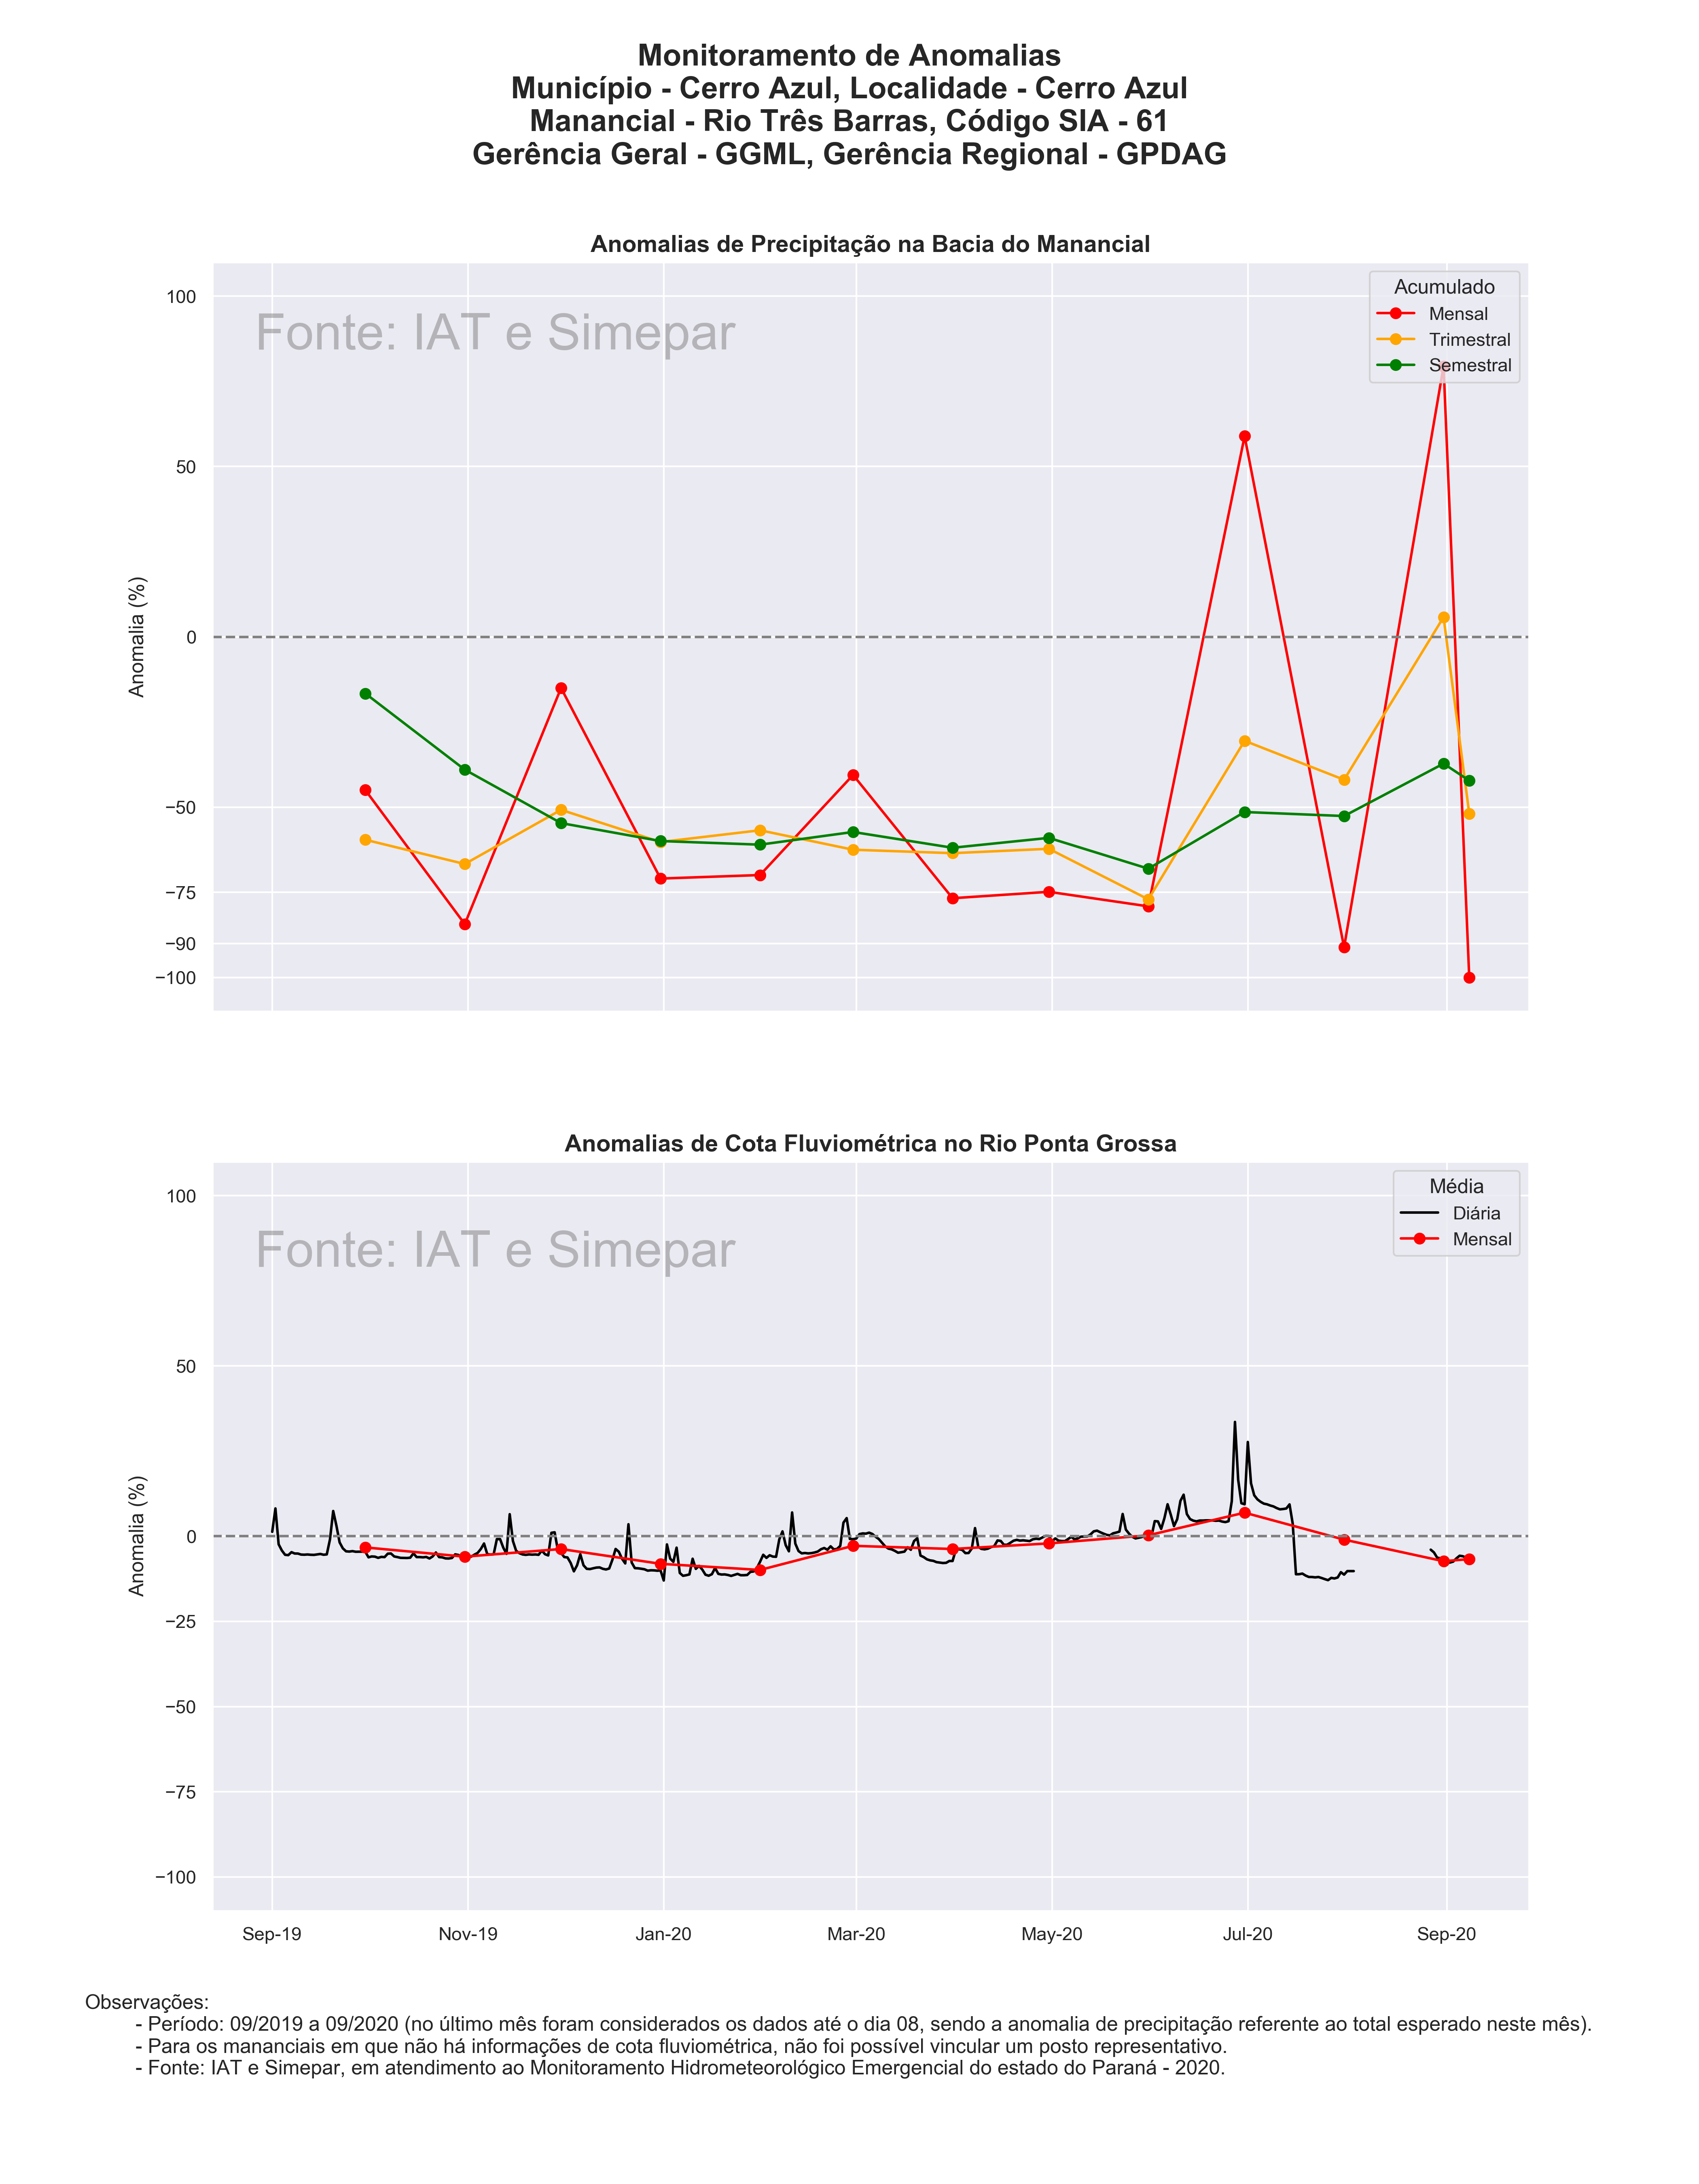 Monitoramento de Anomalias
Município - Cerro Azul, Localidade - Cerro Azul
Manancial - Rio Três Barras, Código SIA - 61
Gerência Geral - GGML, Gerência Regional - GPDAG
Anomalias de Precipitação na Bacia do Manancial
Fonte: IAT e Simepar
Acumulado
Mensal
Trimestral
Semestral
Anomalia (%)
100
50
0
−50
−75
−90
−100
Anomalias de Cota Fluviométrica no Rio Ponta Grossa
Fonte: IAT e Simepar
Média
Diária
Mensal
Anomalia (%)
100
50
0
−25
−50
−75
−100
Sep-19 Nov-19 Jan-20 Mar-20 May-20 Jul-20 Sep-20
Observações:
- Período: 09/2019 a 09/2020 (no último mês foram considerados os dados até o dia 08, sendo a anomalia de precipitação referente ao total esperado neste mês).
- Para os mananciais em que não há informações de cota fluviométrica, não foi possível vincular um posto representativo.
- Fonte: IAT e Simepar, em atendimento ao Monitoramento Hidrometeorológico Emergencial do estado do Paraná - 2020.